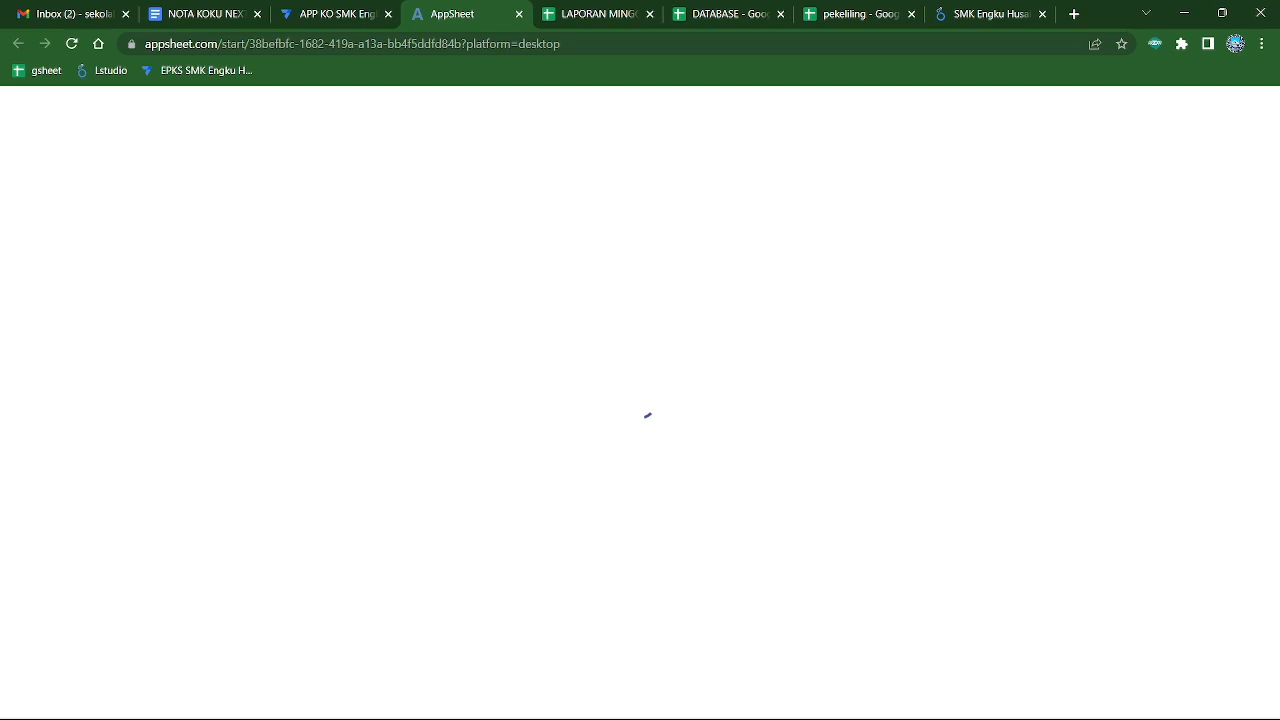 Inbox (2) - sekola
NOTA KOKU NEX
APP KO SMK Eng
AppSheet
LAPORAN MING
DATABASE - Goog
pekeliling - Goog
SMK Engku Husa
appsheet.com/start/38befbfc-1682-419a-a13a-bb4f5ddfd84b?platform=desktop
gsheet
Lstudio
EPKS SMK Engku H...